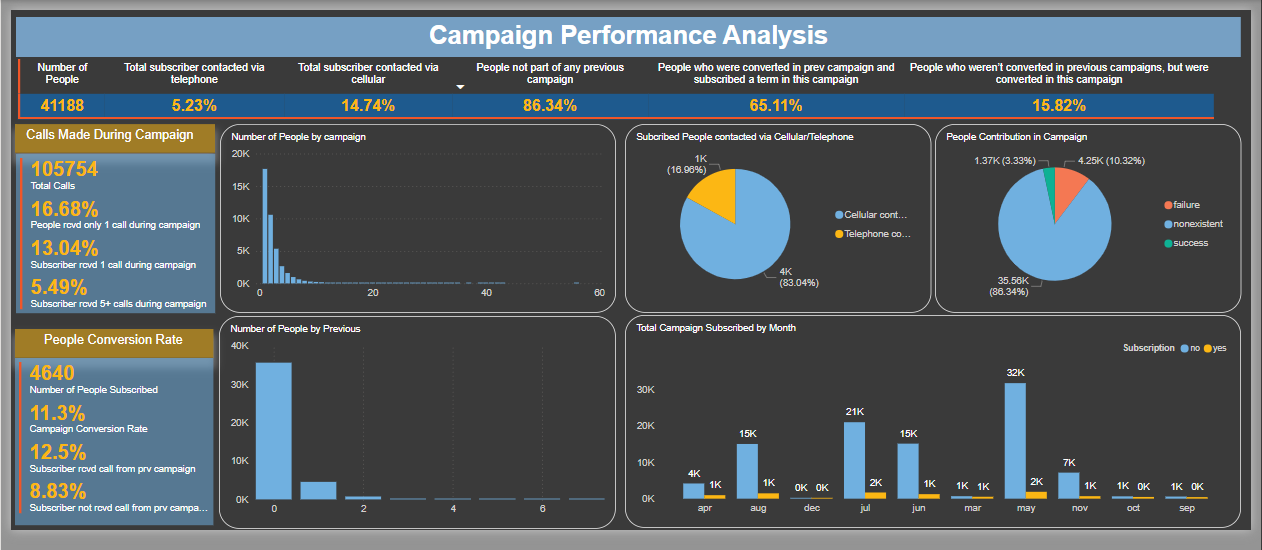 Campaign Performance Analysis
Number of
People
41188
Total subscriber contacted via
telephone
5.23%
Total subscriber contacted via
cellular
14.74%
People not part of any previous
campaign
86.34%
People who were converted in prev campaign and
subscribed a term in this campaign
65.11%
People who weren't converted in previous campaigns, but were
converted in this campaign
15.82%
Calls Made During Campaign
105754
Total Calls
16.68%
People rcvd only 1 call during campaign
13.04%
Subscriber rcvd 1 call during campaign
5.49%
Subscriber rcvd 5+ calls during campaign
Number of People by campaign
20K
15K
10K
5K
0K
0 20 40 60
Subcribed People contacted via Cellular/Telephone
1K
(16.96%)
4K
(83.04%)
Cellular cont...
Telephone co...
People Contribution in Campaign
1.37K (3.33%)
4.25K (10.32%)
35.56K
(86.34%)
failure
nonexistent
success
People Conversion Rate
4640
Number of People Subscribed
11.3%
Campaign Conversion Rate
12.5%
Subscriber rcvd call from prv campaign
8.83%
Subscriber not rcvd call from prv campa...
Number of People by Previous
40K
30K
20K
10K
0K
0 2 4 6
Total Campaign Subscribed by Month
Subscription no yes
30K
20K
10K
0K
4K 1K
15K 1K
0K 0K
21K 2K
15K 1K
1K 1K
32K 2K
7K 1K
1K 0K
1K 0K
apr aug dec jul jun mar may nov oct sep